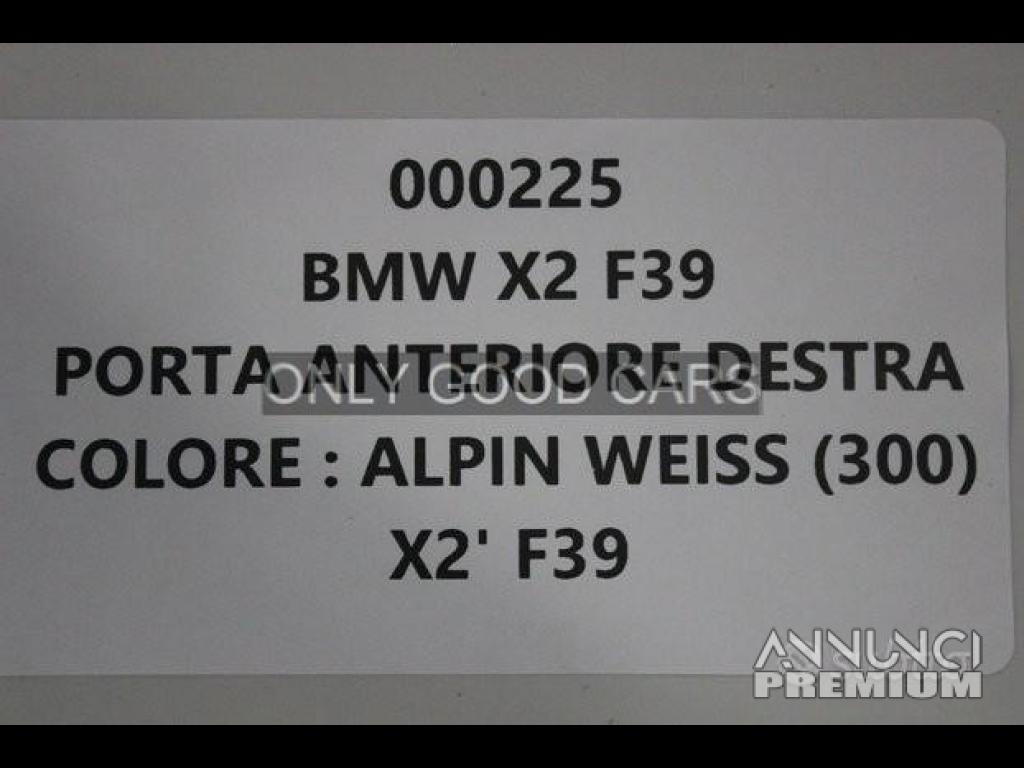 000225
BMW X2 F39
PORTA ANTERIORE DESTRA
ONLY GOOD CARS
COLORE : ALPIN WEISS (300)
X2' F39
ANNUNCI
PREMIUM